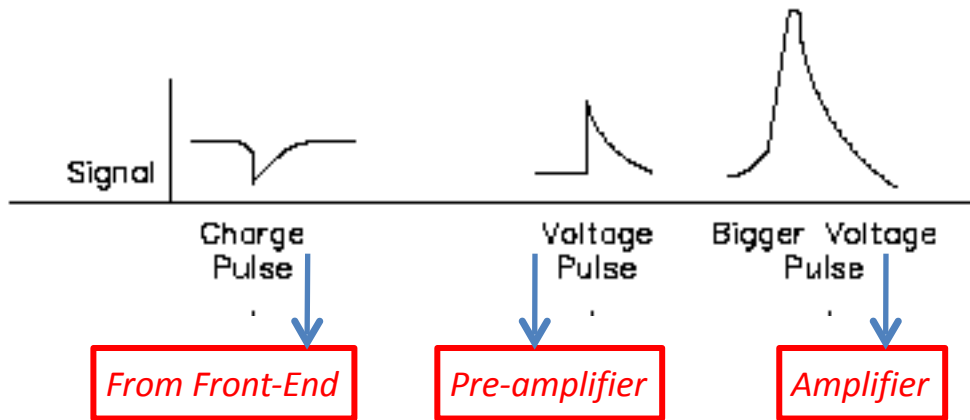 Signal
Charge
Pulse
Voltage
Pulse
Bigger Voltage
Pulse
From Front-End
Pre-amplifier
Amplifier